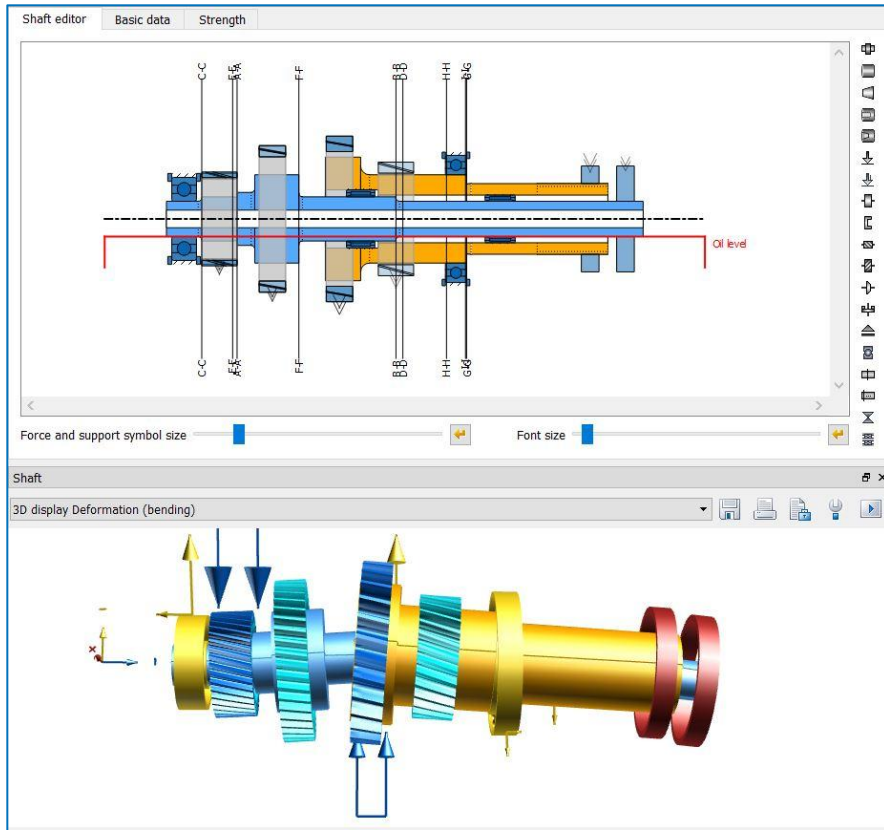 Shaft editor Basic data Strength
C-C E-E A-A F-F B-B D-D H-H G-G
Oil level
C-C E-E A-A F-F B-B D-D H-H G-G
Force and support symbol size Font size
Shaft
3D display Deformation (bending)
x